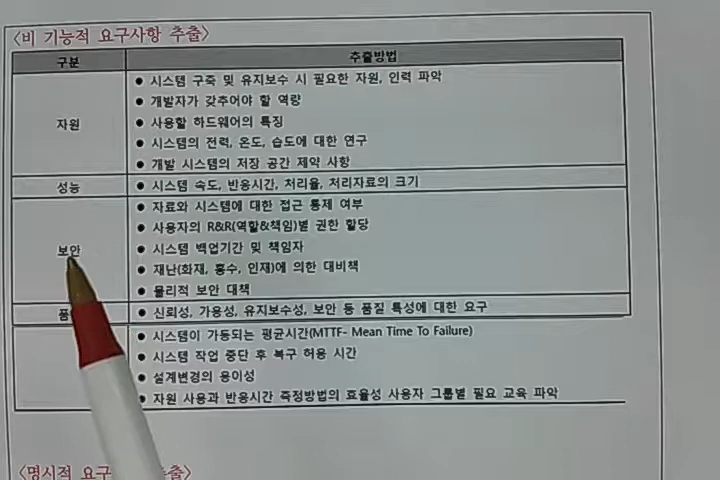 <비 기능적 요구사항 추출>
구분
추출방법
자원
● 시스템 구축 및 유지보수 시 필요한 자원, 인력 파악
● 개발자가 갖추어야 할 역량
● 사용할 하드웨어의 특징
● 시스템의 전력, 온도, 습도에 대한 연구
● 개발 시스템의 저장 공간 제약 사항
성능
● 시스템 속도, 반응시간, 처리율, 처리자료의 크기
보안
● 자료와 시스템에 대한 접근 통제 여부
● 사용자의 R&R(역할&책임)별 권한 할당
● 시스템 백업기간 및 책임자
● 재난(화재, 홍수, 인재)에 의한 대비책
● 물리적 보안 대책
품
● 신뢰성, 가용성, 유지보수성, 보안 등 품질 특성에 대한 요구
● 시스템이 가동되는 평균시간(MTTF- Mean Time To Failure)
● 시스템 작업 중단 후 복구 허용 시간
● 설계변경의 용이성
● 자원 사용과 반응시간 측정방법의 효율성 사용자 그룹별 필요 교육 파악
<명시적 요구 추출>